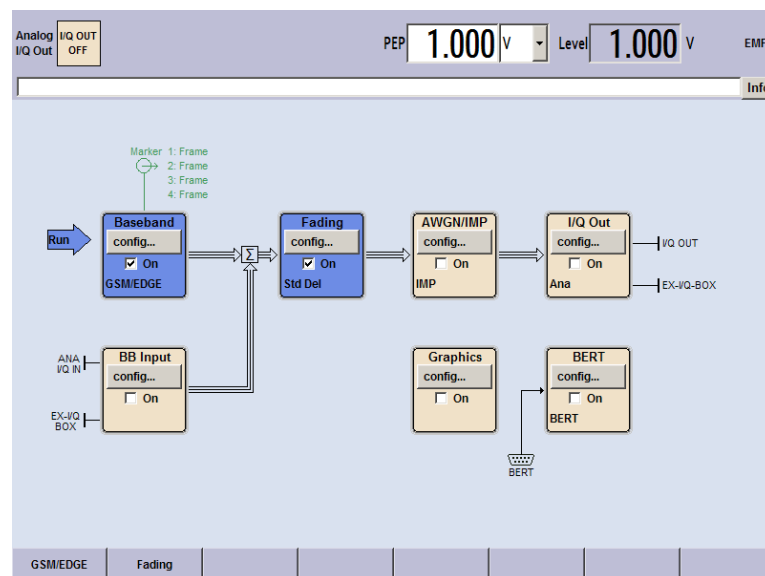 Analog I/Q OUT
I/Q Out OFF
PEP 1.000 V Level 1.000 V EMF
Info
Marker 1: Frame
2: Frame
3: Frame
4: Frame
Run
Baseband
config...
On
GSM/EDGE
Σ
Fading
config...
On
Std Del
AWGN/IMP
config...
On
IMP
I/Q Out
config...
On
Ana
I/Q OUT
EX-I/Q-BOX
ANA
I/Q IN
EX-I/Q
BOX
BB Input
config...
On
Graphics
config...
On
BERT
config...
On
BERT
BERT
GSM/EDGE Fading